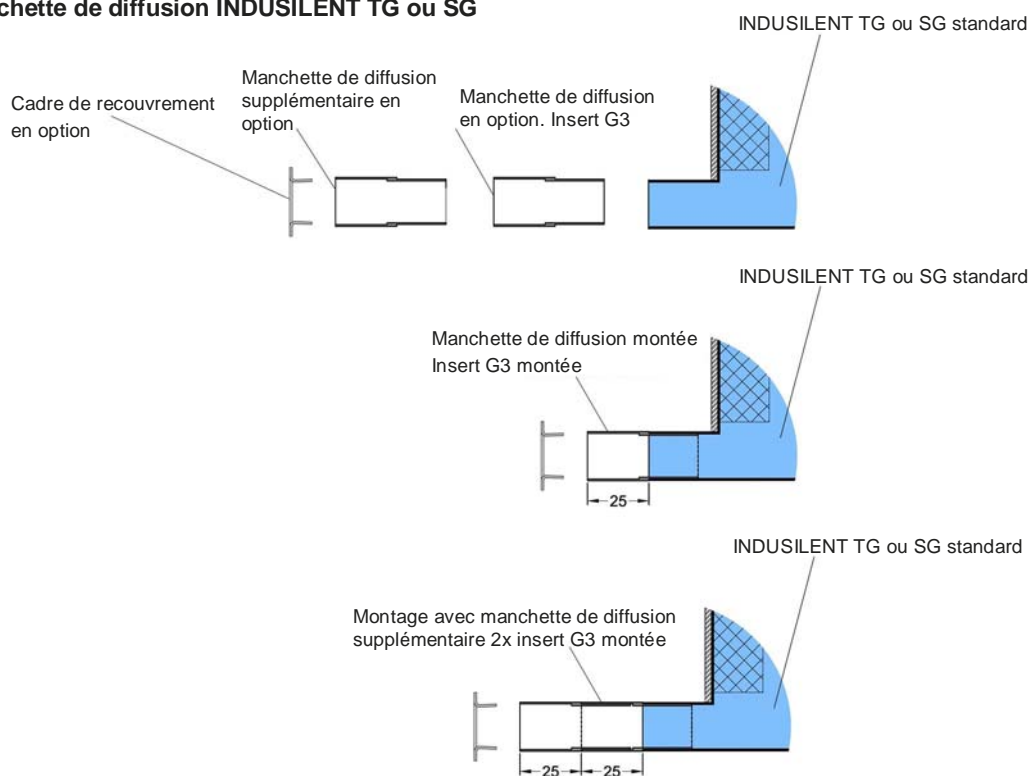 chette de diffusion INDUSILENT TG ou SG
INDUSILENT TG ou SG standard
Manchette de diffusion
supplémentaire en
option
Manchette de diffusion
en option. Insert G3
Cadre de recouvrement
en option
INDUSILENT TG ou SG standard
Manchette de diffusion montée
Insert G3 montée
25
INDUSILENT TG ou SG standard
Montage avec manchette de diffusion
supplémentaire 2x insert G3 montée
25 25